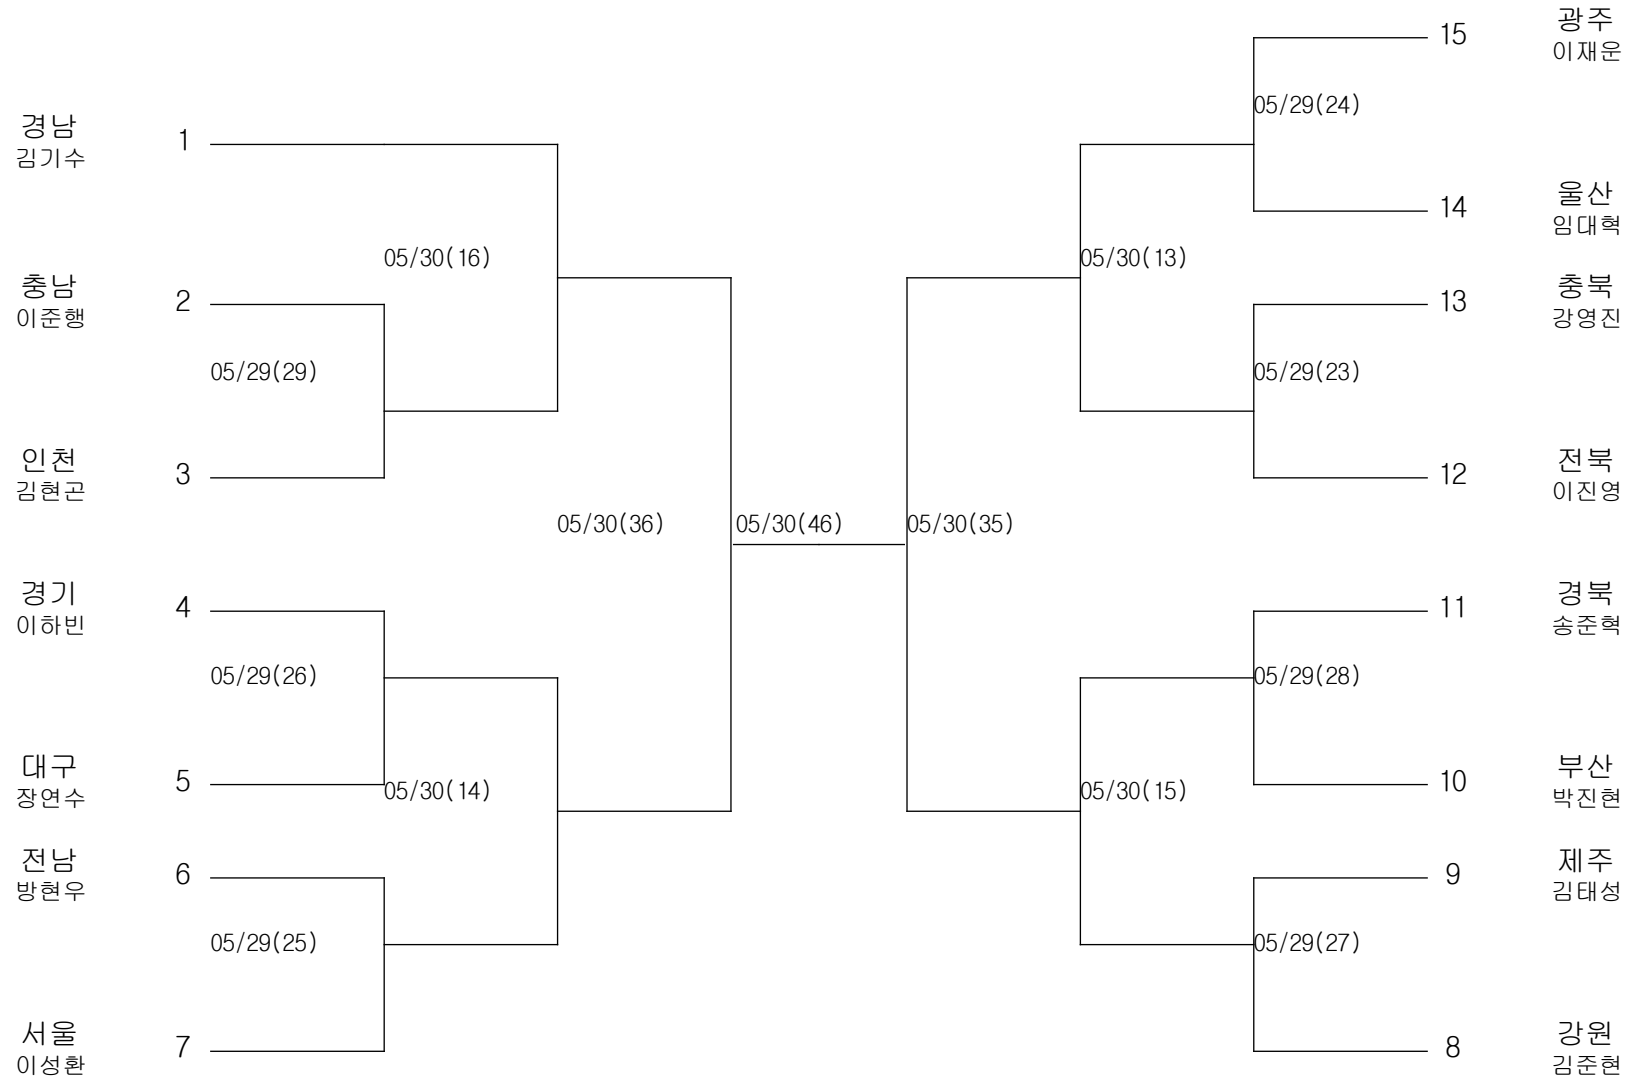 경남
김기수
1
05/30(16)
충남
이준행
2
05/29(29)
인천
김현곤
3
05/30(36)
경기
이하빈
4
05/29(26)
대구
장연수
5
05/30(14)
전남
방현우
6
05/29(25)
서울
이성환
7
05/30(46)
15
광주
이재운
05/29(24)
14
울산
임대혁
05/30(13)
13
충북
강영진
05/29(23)
12
전북
이진영
05/30(35)
11
경북
송준혁
05/29(28)
10
부산
박진현
05/30(15)
9
제주
김태성
05/29(27)
8
강원
김준현